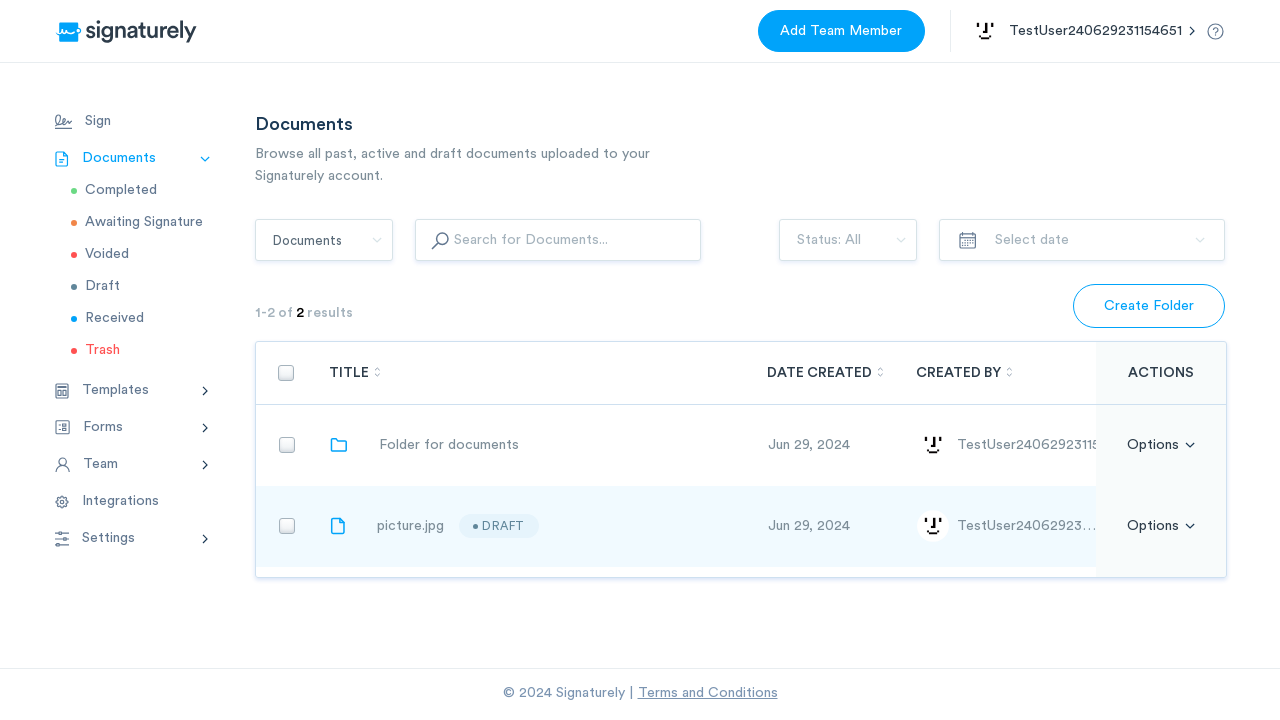 signaturely
Add Team Member
TestUser240629231154651
Sign
Documents
Completed
Awaiting Signature
Voided
Draft
Received
Trash
Templates
Forms
Team
Integrations
Settings
Documents
Browse all past, active and draft documents uploaded to your
Signaturely account.
Documents
Search for Documents...
Status: All
Select date
1-2 of 2 results
Create Folder
TITLE DATE CREATED CREATED BY ACTIONS
Folder for documents Jun 29, 2024 TestUser24062923115 Options
picture.jpg DRAFT Jun 29, 2024 TestUser24062923... Options
© 2024 Signaturely | Terms and Conditions